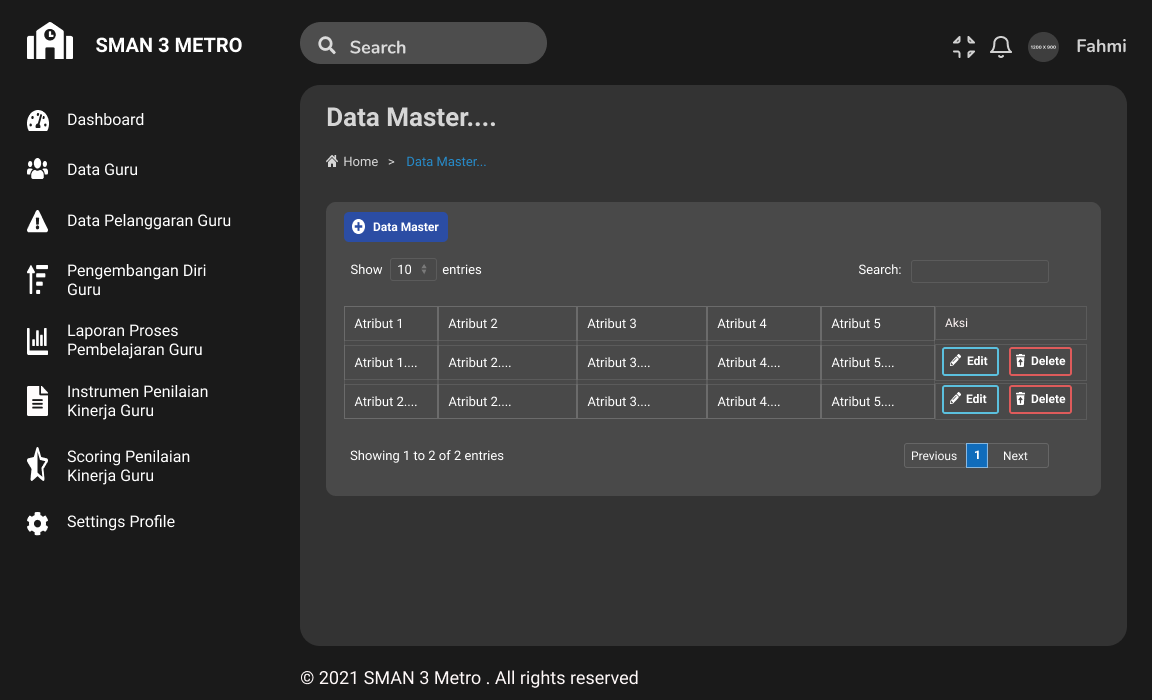 SMAN 3 METRO
Search
1200 X 900
Fahmi
Dashboard
Data Guru
Data Pelanggaran Guru
Pengembangan Diri
Guru
Laporan Proses
Pembelajaran Guru
Instrumen Penilaian
Kinerja Guru
Scoring Penilaian
Kinerja Guru
Settings Profile
Data Master....
Home > Data Master...
Data Master
Show 10 entries
Search:
Atribut 1 Atribut 2 Atribut 3 Atribut 4 Atribut 5 Aksi
Atribut 1.... Atribut 2.... Atribut 3.... Atribut 4.... Atribut 5.... Edit Delete
Atribut 2.... Atribut 2.... Atribut 3.... Atribut 4.... Atribut 5.... Edit Delete
Showing 1 to 2 of 2 entries
Previous 1 Next
© 2021 SMAN 3 Metro . All rights reserved